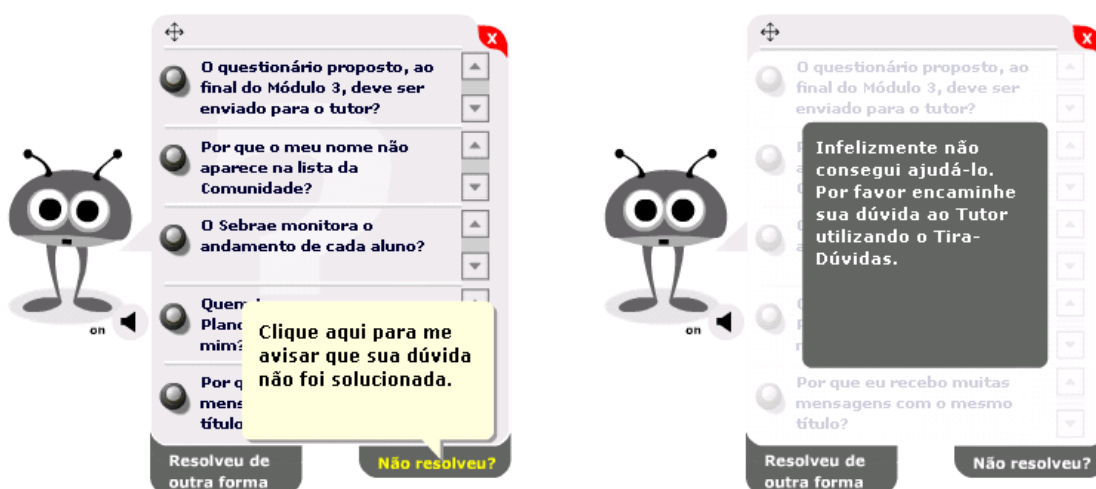 X
O questionário proposto, ao
final do Módulo 3, deve ser
enviado para o tutor?
Por que o meu nome não
aparece na lista da
Comunidade?
O Sebrae monitora o
andamento de cada aluno?
Quem
Plano
mim?
Por q
mens
título
Clique aqui para me
avisar que sua dúvida
não foi solucionada.
on
Resolveu de
outra forma
Não resolveu?
X
O questionário proposto, ao
final do Módulo 3, deve ser
enviado para o tutor?
Infelizmente não
consegui ajudá-lo.
Por favor encaminhe
sua dúvida ao Tutor
utilizando o Tira-
Dúvidas.
Por que eu recebo muitas
mensagens com o mesmo
título?
on
Resolveu de
outra forma
Não resolveu?